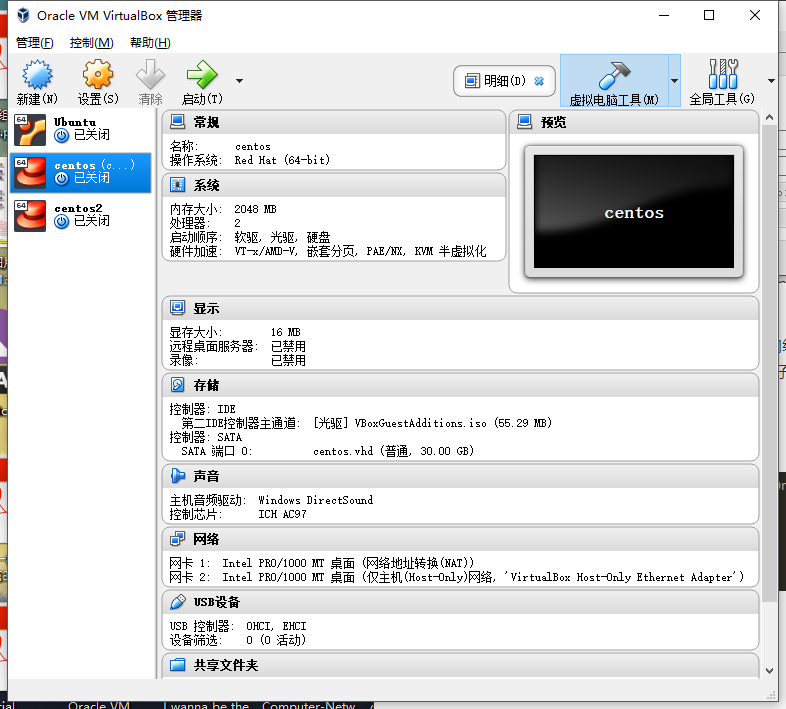 Oracle VM VirtualBox 管理器
管理(F) 控制(M) 帮助(H)
新建(N) 设置(S) 清除 启动(T) 明细(D) 虚拟电脑工具(M) 全局工具(G)
64 Ubuntu
已关闭
64 centos (c...)
已关闭
64 centos2
已关闭
常规
名称: centos
操作系统: Red Hat (64-bit)
预览
centos
系统
内存大小: 2048 MB
处理器: 2
启动顺序: 软驱, 光驱, 硬盘
硬件加速: VT-x/AMD-V, 嵌套分页, PAE/NX, KVM 半虚拟化
显示
显存大小: 16 MB
远程桌面服务器: 已禁用
录像: 已禁用
存储
控制器: IDE
第二IDE控制器主通道: [光驱] VBoxGuestAdditions.iso (55.29 MB)
控制器: SATA
SATA 端口 0: centos.vhd (普通, 30.00 GB)
声音
主机音频驱动: Windows DirectSound
控制芯片: ICH AC97
网络
网卡 1: Intel PRO/1000 MT 桌面 (网络地址转换(NAT))
网卡 2: Intel PRO/1000 MT 桌面 (仅主机(Host-Only)网络, 'VirtualBox Host-Only Ethernet Adapter')
USB设备
USB 控制器: OHCI, EHCI
设备筛选: 0 (0 活动)
共享文件夹
Oracle VM I wanna be the Computer-Netw